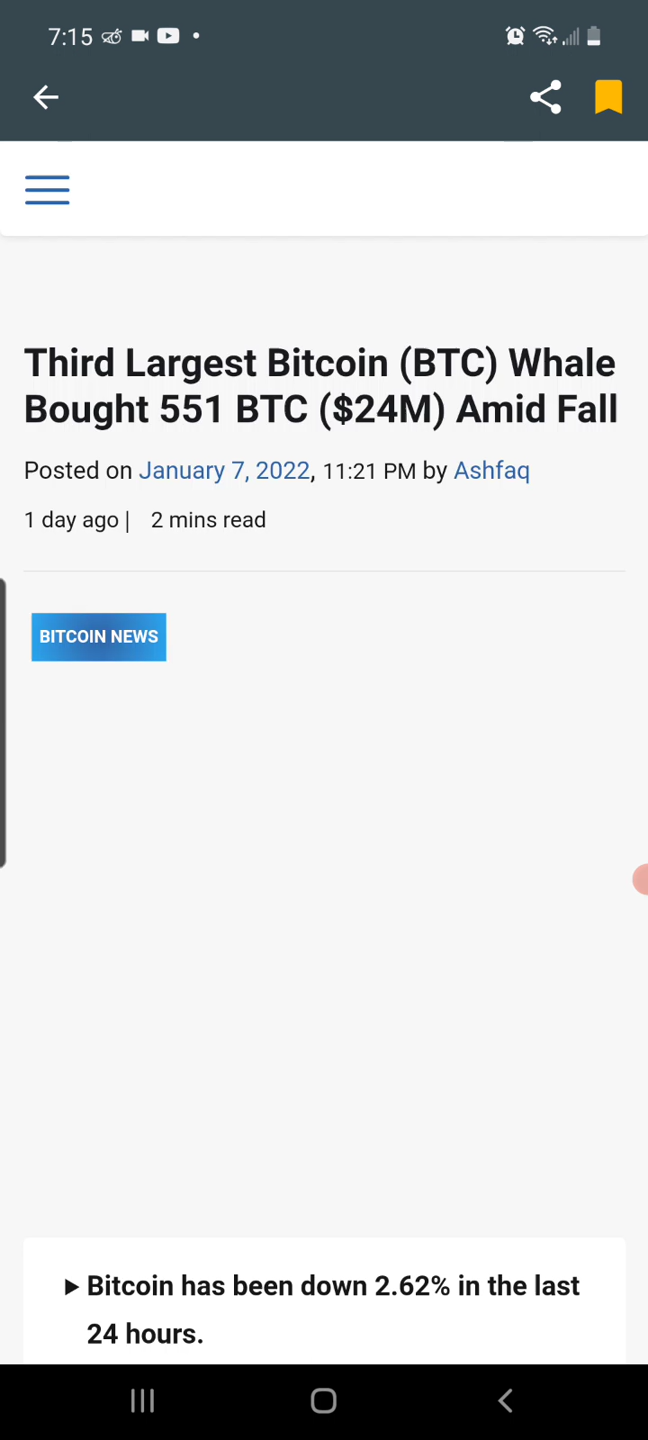 7:15
Third Largest Bitcoin (BTC) Whale
Bought 551 BTC ($24M) Amid Fall
Posted on January 7, 2022, 11:21 PM by Ashfaq
1 day ago | 2 mins read
BITCOIN NEWS
Bitcoin has been down 2.62% in the last
24 hours.